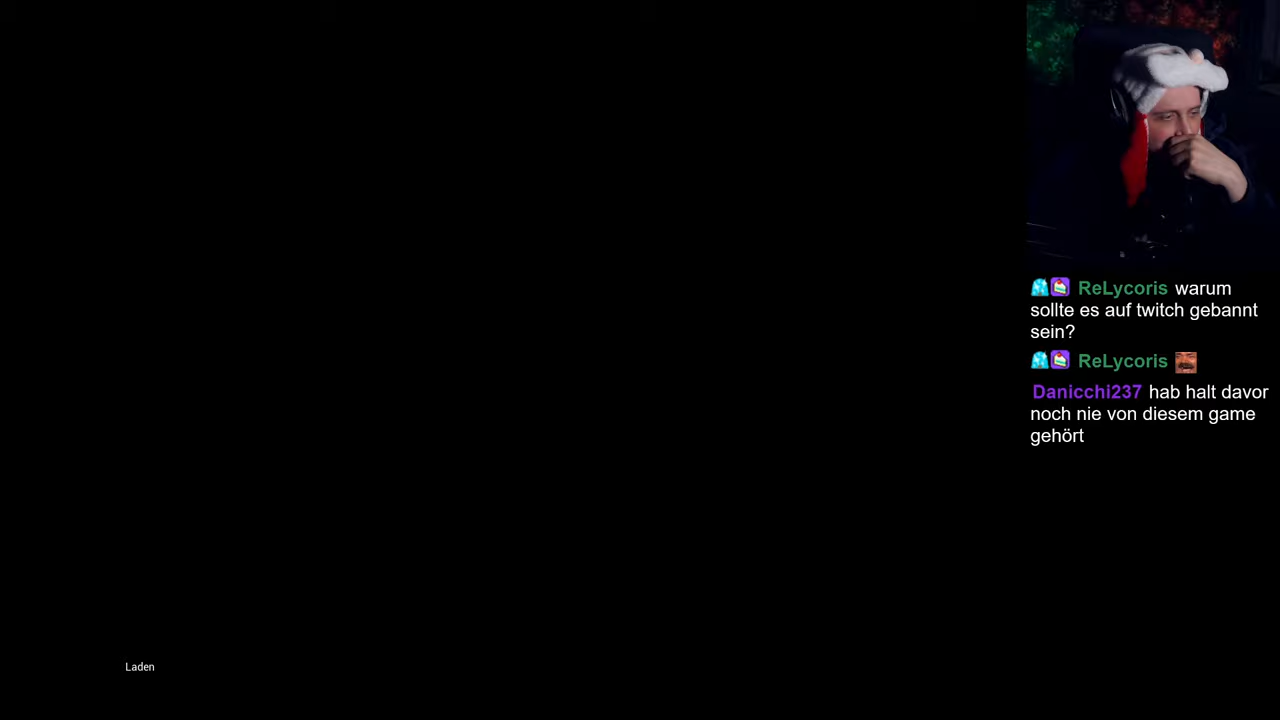 ReLycoris warum
sollte es auf twitch gebannt
sein?
ReLycoris
Danicchi237 hab halt davor
noch nie von diesem game
gehört
Laden